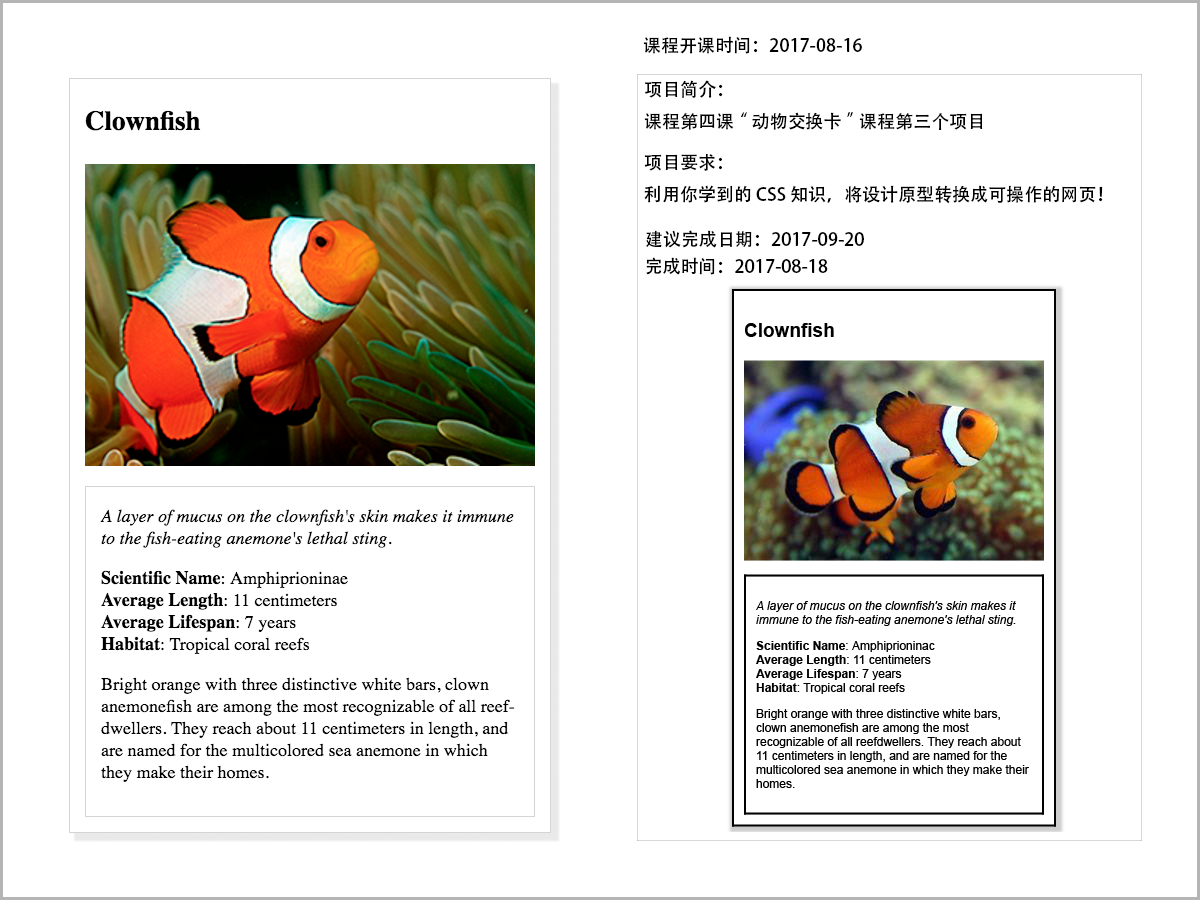 Clownfish
A layer of mucus on the clownfish's skin makes it immune
to the fish-eating anemone's lethal sting.
Scientific Name: Amphiprioninae
Average Length: 11 centimeters
Average Lifespan: 7 years
Habitat: Tropical coral reefs
Bright orange with three distinctive white bars, clown
anemonefish are among the most recognizable of all reef-
dwellers. They reach about 11 centimeters in length, and
are named for the multicolored sea anemone in which
they make their homes.
课程开课时间：2017-08-16
项目简介：
课程第四课“动物交换卡”课程第三个项目
项目要求：
利用你学到的 CSS 知识，将设计原型转换成可操作的网页！
建议完成日期：2017-09-20
完成时间：2017-08-18
Clownfish
A layer of mucus on the clownfish's skin makes it
immune to the fish-eating anemone's lethal sting.
Scientific Name: Amphiprioninac
Average Length: 11 centimeters
Average Lifespan: 7 years
Habitat: Tropical coral reefs
Bright orange with three distinctive white bars,
clown anemonefish are among the most
recognizable of all reefdwellers. They reach about
11 centimeters in length, and are named for the
multicolored sea anemone in which they make their
homes.